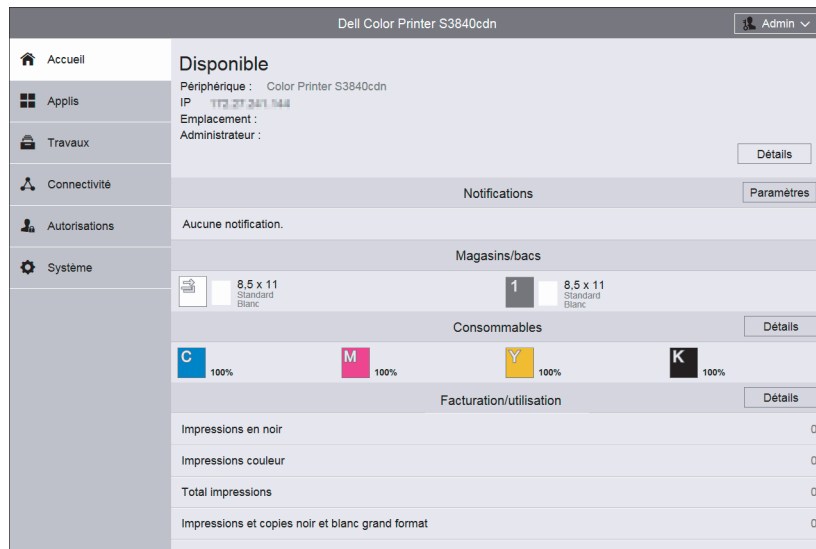 Dell Color Printer S3840cdn
Admin
Accueil
Applis
Travaux
Connectivité
Autorisations
Système
Disponible
Périphérique : Color Printer S3840cdn
IP
Emplacement :
Administrateur :
Détails
Notifications
Paramètres
Aucune notification.
Magasins/bacs
8,5 x 11
Standard
Blanc
1
8,5 x 11
Standard
Blanc
Consommables
Détails
C 100%
M 100%
Y 100%
K 100%
Facturation/utilisation
Détails
Impressions en noir 0
Impressions couleur 0
Total impressions 0
Impressions et copies noir et blanc grand format 0